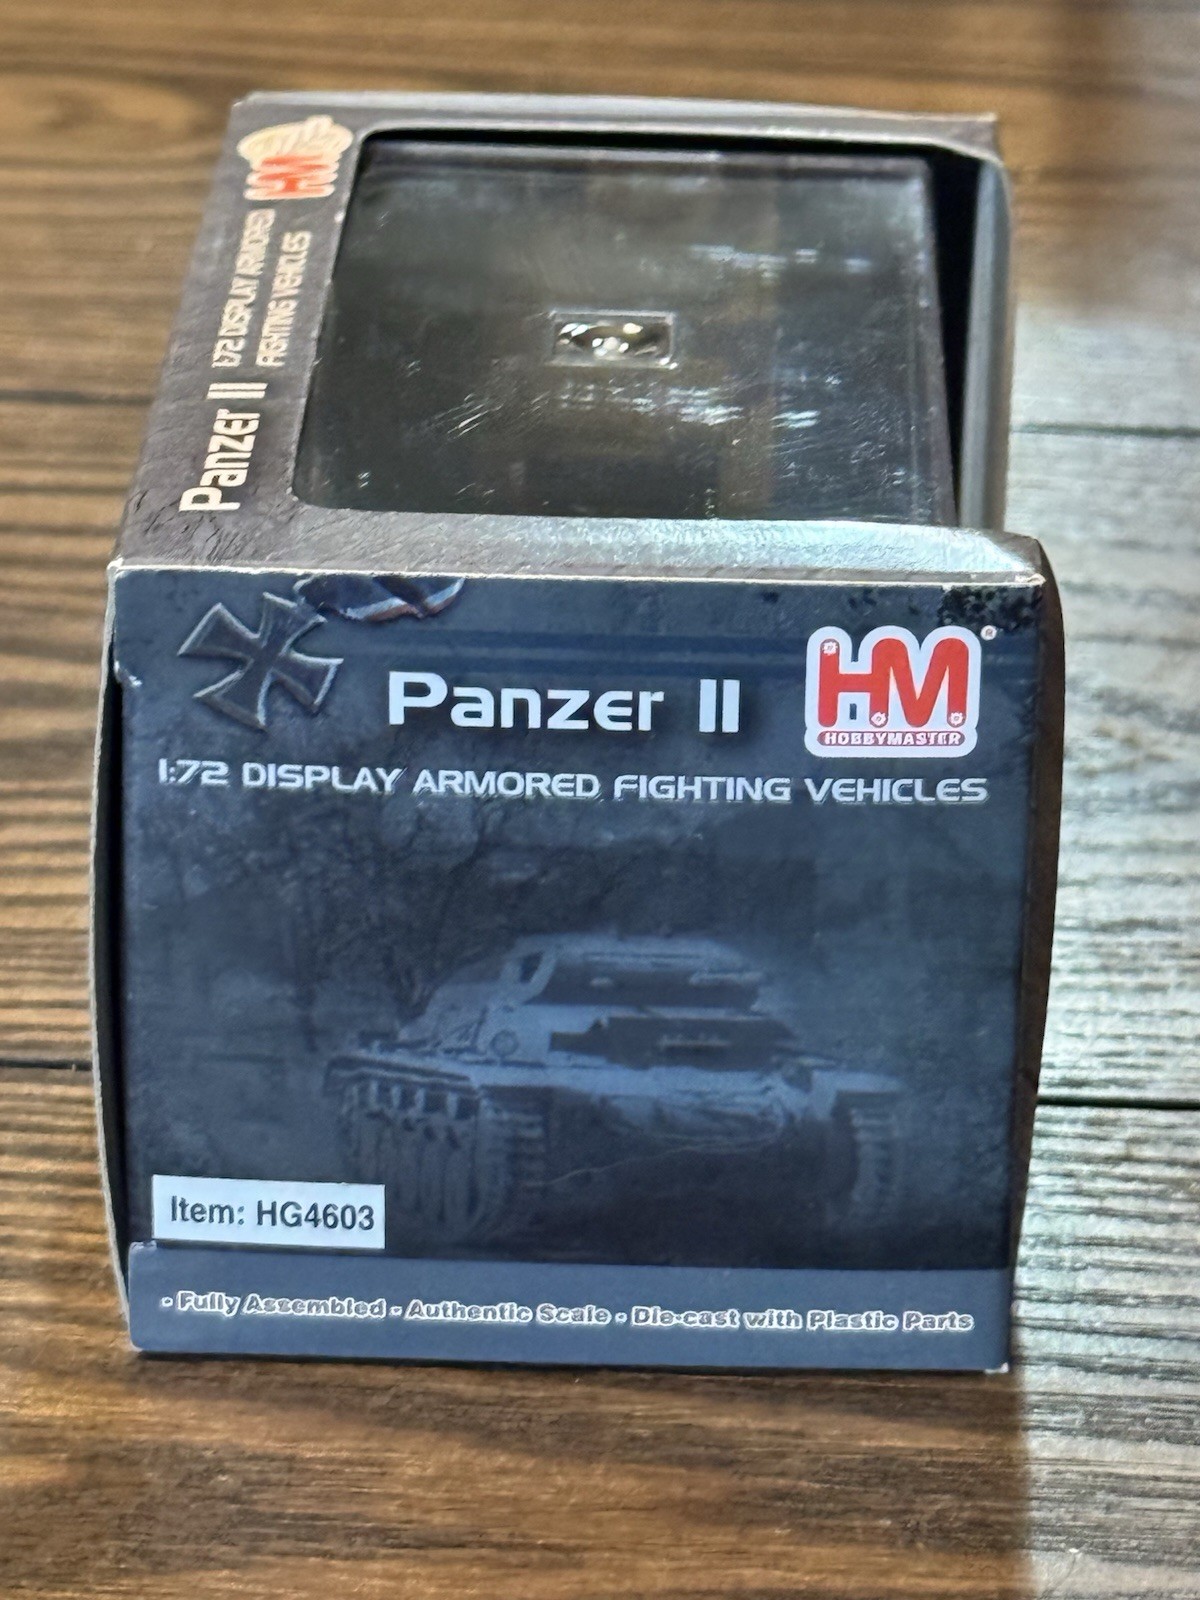 HM
1:72 DISPLAY ARMORED
FIGHTING VEHICLES
Panzer II
Panzer II
HM®
HOBBYMASTER
1:72 DISPLAY ARMORED FIGHTING VEHICLES
Item: HG4603
- Fully Assembled - Authentic Scale - Die-cast with Plastic Parts